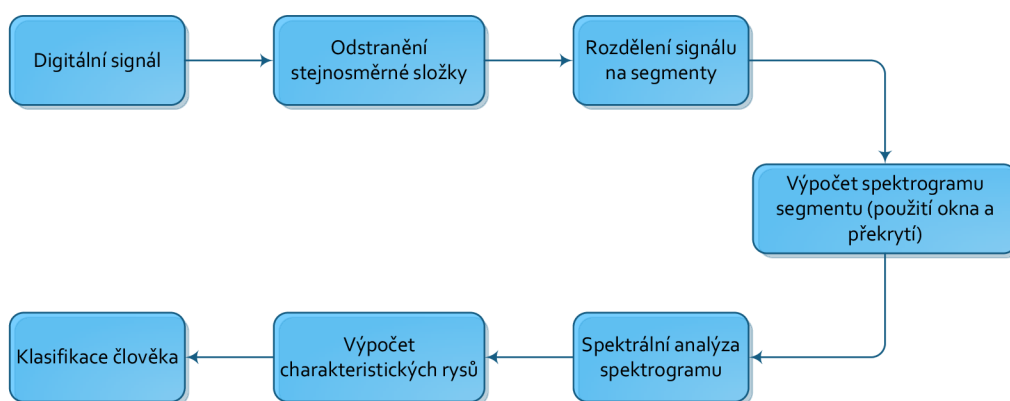 Digitální signál
Odstranění
stejnosměrné složky
Rozdělení signálu
na segmenty
Výpočet spektrogramu
segmentu (použití okna a
překrytí)
Spektrální analýza
spektrogramu
Výpočet
charakteristických rysů
Klasifikace člověka